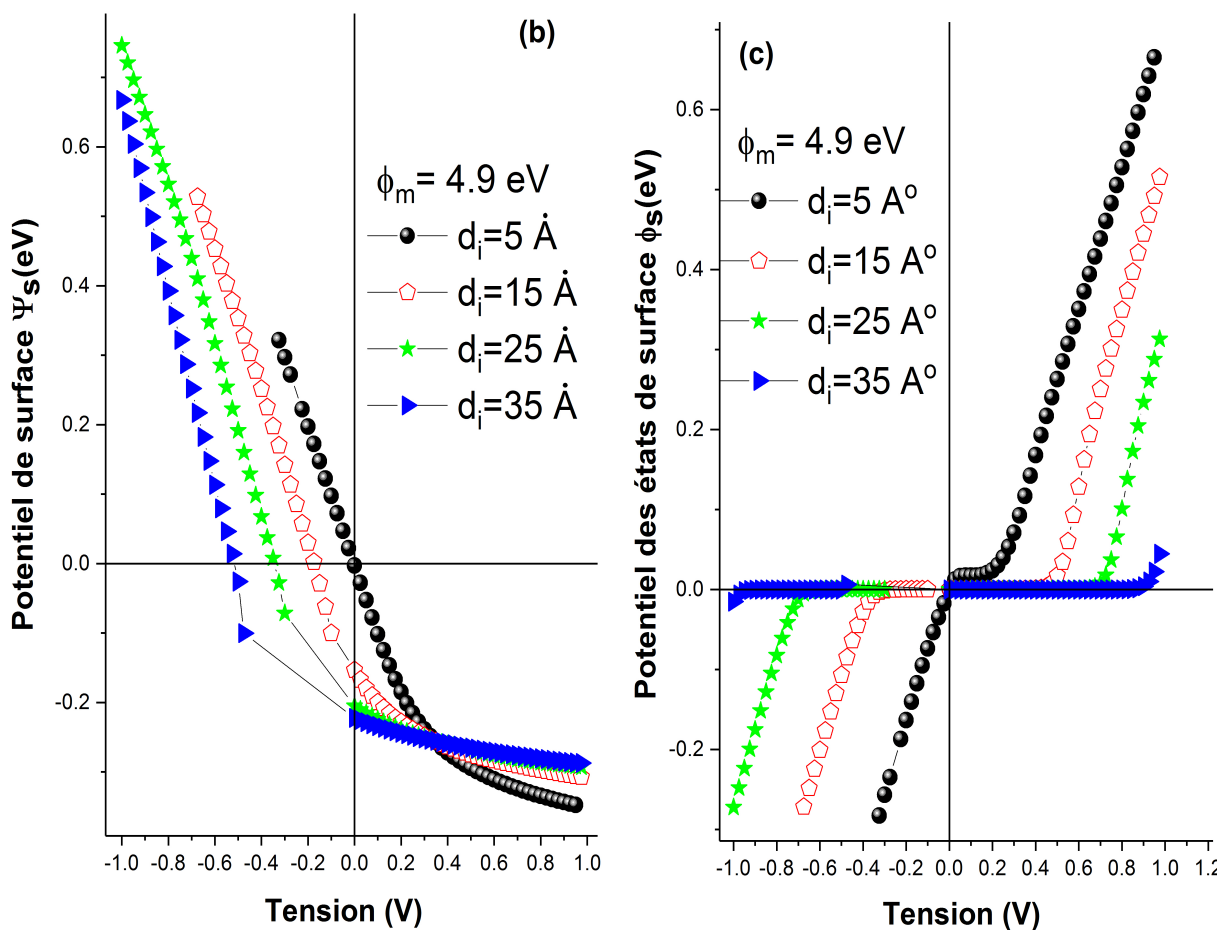 (b)
ϕm= 4.9 eV
di=5 Ȧ
di=15 Ȧ
di=25 Ȧ
di=35 Ȧ
Potentiel de surface Ψs(eV)
0.6
0.4
0.2
0.0
-0.2
-1.0 -0.8 -0.6 -0.4 -0.2 0.0 0.2 0.4 0.6 0.8 1.0
Tension (V)
(c)
ϕm= 4.9 eV
di=5 Aº
di=15 Aº
di=25 Aº
di=35 Aº
Potentiel des états de surface ϕs(eV)
0.6
0.4
0.2
0.0
-0.2
-1.0 -0.8 -0.6 -0.4 -0.2 0.0 0.2 0.4 0.6 0.8 1.0 1.2
Tension (V)